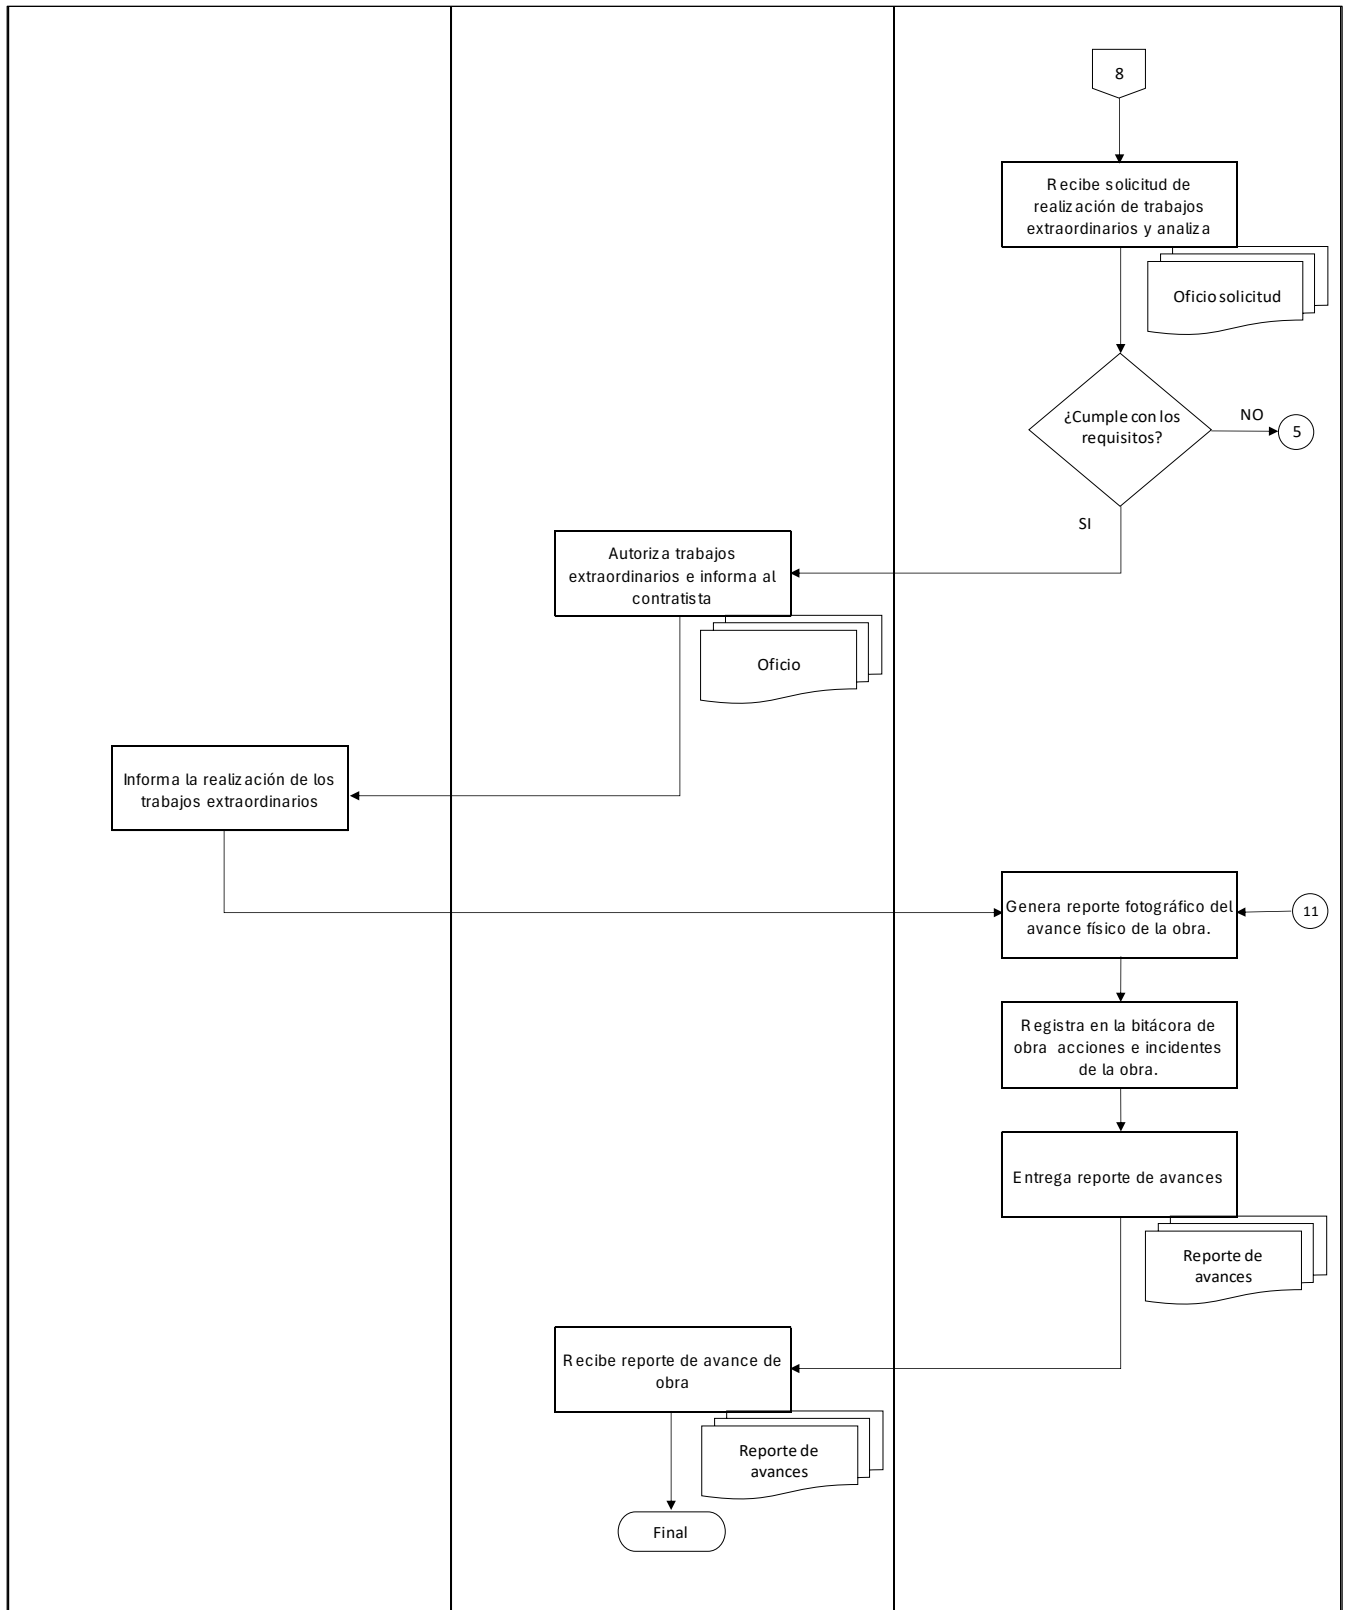 8
Recibe solicitud de
realización de trabajos
extraordinarios y analiza
Oficio solicitud
¿Cumple con los
requisitos?
NO
5
SI
Autoriza trabajos
extraordinarios e informa al
contratista
Oficio
Informa la realización de los
trabajos extraordinarios
Genera reporte fotográfico del
avance físico de la obra.
11
Registra en la bitácora de
obra acciones e incidentes
de la obra.
Entrega reporte de avances
Reporte de
avances
Recibe reporte de avance de
obra
Reporte de
avances
Final